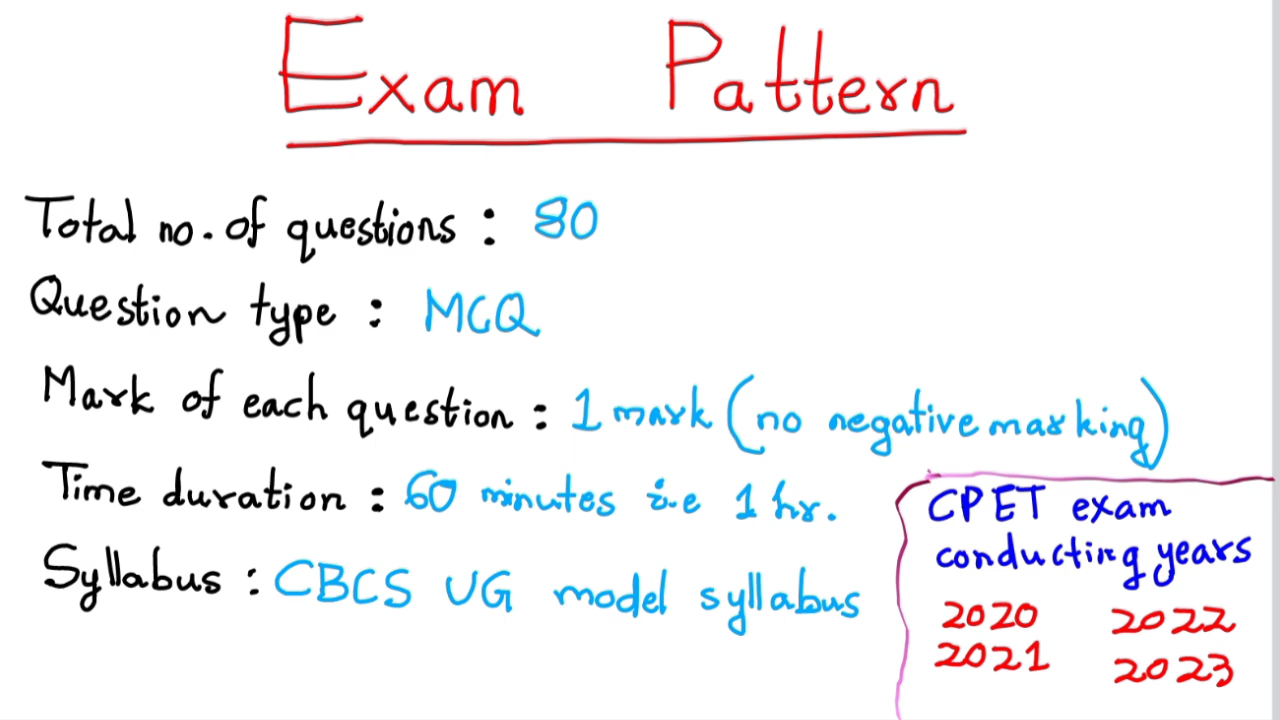 Exam Pattern
Total no. of questions : 80
Question type : MCQ
Mark of each question : 1 mark (no negative marking)
Time duration : 60 minutes i.e 1 hr.
Syllabus : CBCS UG model syllabus
CPET exam
conducting years
2020 2022
2021 2023